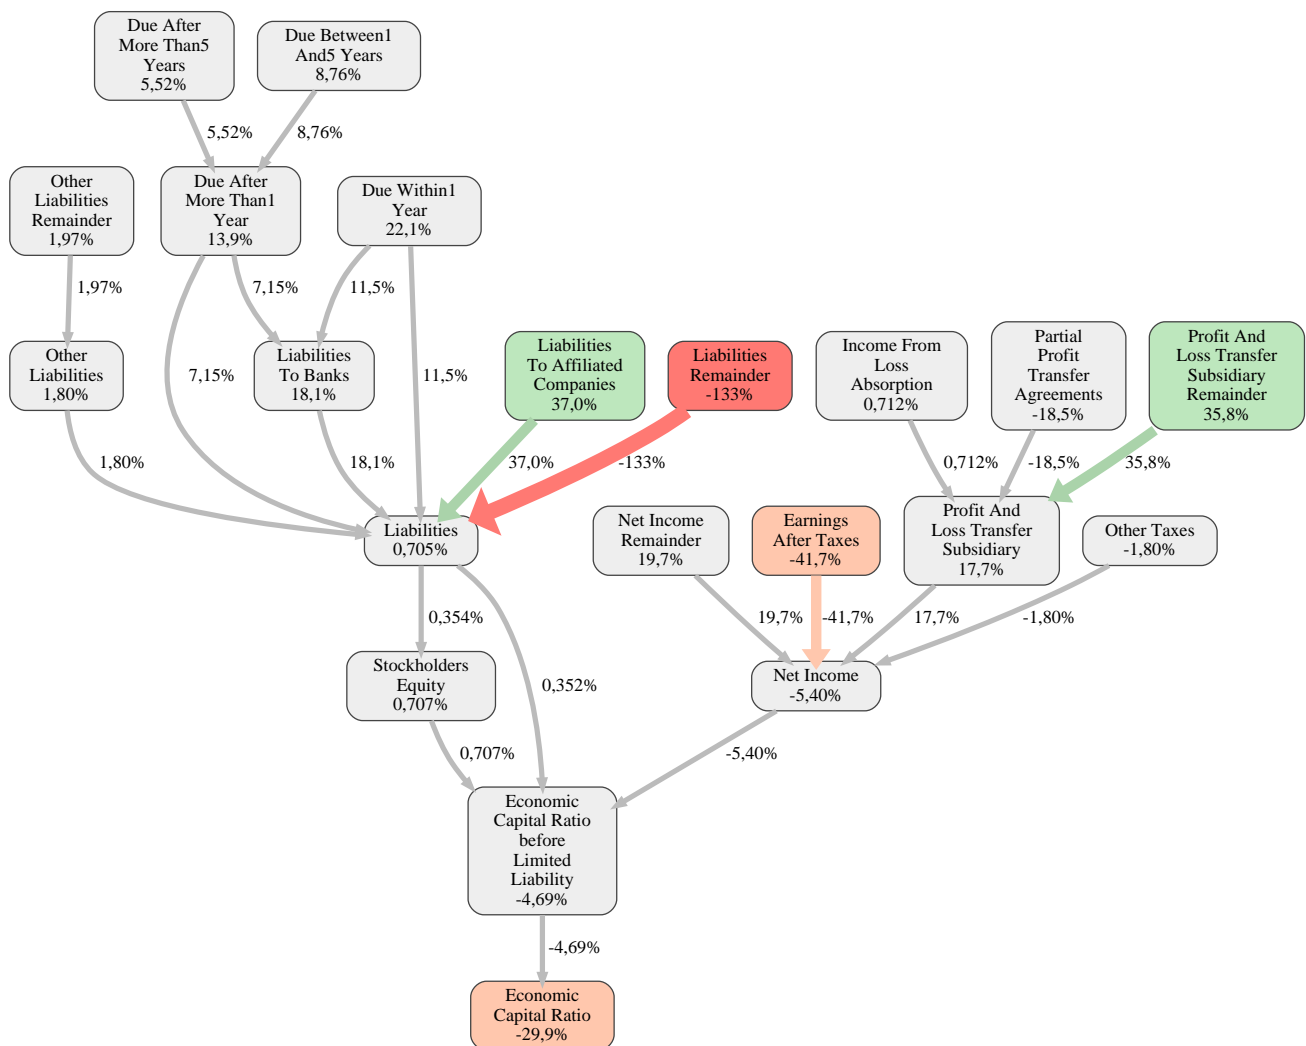 Due After
More Than5
Years
5,52%
Due Between1
And5 Years
8,76%
5,52%
8,76%
Other
Liabilities
Remainder
1,97%
Due After
More Than1
Year
13,9%
Due Within1
Year
22,1%
1,97%
7,15%
11,5%
Other
Liabilities
1,80%
7,15%
Liabilities
To Banks
18,1%
11,5%
Liabilities
To Affiliated
Companies
37,0%
Liabilities
Remainder
-133%
Income From
Loss
Absorption
0,712%
Partial
Profit
Transfer
Agreements
-18,5%
Profit And
Loss Transfer
Subsidiary
Remainder
35,8%
1,80%
18,1%
37,0%
-133%
0,712%
-18,5%
35,8%
Liabilities
0,705%
Net Income
Remainder
19,7%
Earnings
After Taxes
-41,7%
Profit And
Loss Transfer
Subsidiary
17,7%
Other Taxes
-1,80%
0,354%
19,7%
-41,7%
17,7%
-1,80%
Stockholders
Equity
0,707%
0,352%
Net Income
-5,40%
0,707%
-5,40%
Economic
Capital Ratio
before
Limited
Liability
-4,69%
-4,69%
Economic
Capital Ratio
-29,9%